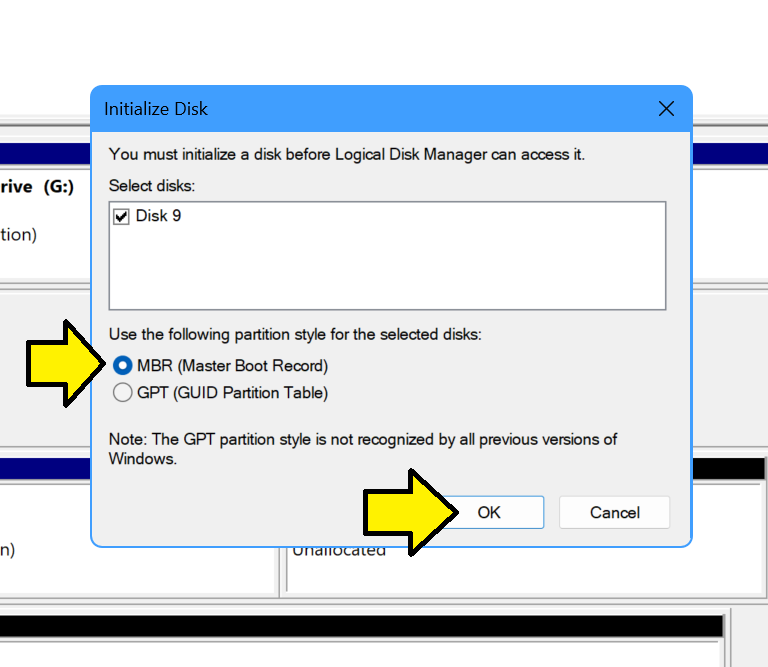 Initialize Disk
You must initialize a disk before Logical Disk Manager can access it.
rive (G:)
Select disks:
Disk 9
tion)
Use the following partition style for the selected disks:
MBR (Master Boot Record)
GPT (GUID Partition Table)
Note: The GPT partition style is not recognized by all previous versions of
Windows.
OK Cancel
n)
Unallocated